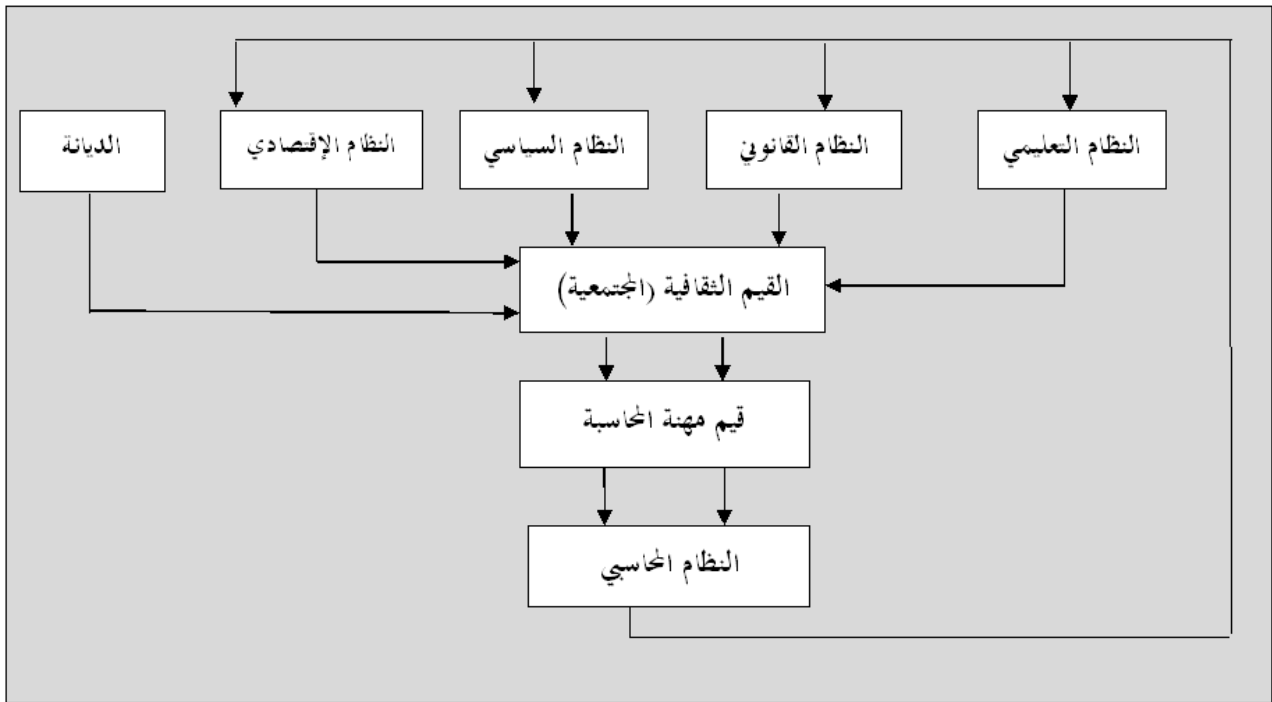 النظام التعليمي
النظام القانوني
النظام السياسي
النظام الإقتصادي
الديانة
القيم الثقافية (المجتمعية)
قيم مهنة المحاسبة
النظام المحاسبي